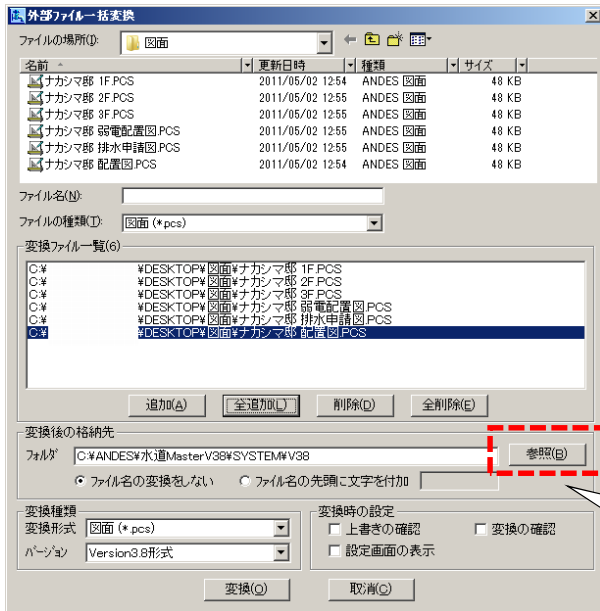 外部ファイル一括変換
ファイルの場所(I): 図面
名前 更新日時 種類 サイズ
ナカシマ邸 1F.PCS 2011/05/02 12:54 ANDES 図面 48 KB
ナカシマ邸 2F.PCS 2011/05/02 12:55 ANDES 図面 48 KB
ナカシマ邸 3F.PCS 2011/05/02 12:55 ANDES 図面 48 KB
ナカシマ邸 弱電配置図.PCS 2011/05/02 12:55 ANDES 図面 48 KB
ナカシマ邸 排水申請図.PCS 2011/05/02 12:55 ANDES 図面 48 KB
ナカシマ邸 配置図.PCS 2011/05/02 12:54 ANDES 図面 48 KB
ファイル名(N):
ファイルの種類(T): 図面 (*.pcs)
変換ファイル一覧(6)
C:¥ ¥DESKTOP¥図面¥ナカシマ邸 1F.PCS
C:¥ ¥DESKTOP¥図面¥ナカシマ邸 2F.PCS
C:¥ ¥DESKTOP¥図面¥ナカシマ邸 3F.PCS
C:¥ ¥DESKTOP¥図面¥ナカシマ邸 弱電配置図.PCS
C:¥ ¥DESKTOP¥図面¥ナカシマ邸 排水申請図.PCS
C:¥ ¥DESKTOP¥図面¥ナカシマ邸 配置図.PCS
追加(A) 全追加(L) 削除(D) 全削除(E)
変換後の格納先
フォルダ C:¥ANDES¥水道MasterV38¥SYSTEM¥V38 参照(B)
ファイル名の変換をしない ファイル名の先頭に文字を付加
変換種類 変換時の設定
変換形式 図面 (*.pcs) 上書きの確認 変換の確認
バージョン Version3.8形式 設定画面の表示
変換(O) 取消(C)